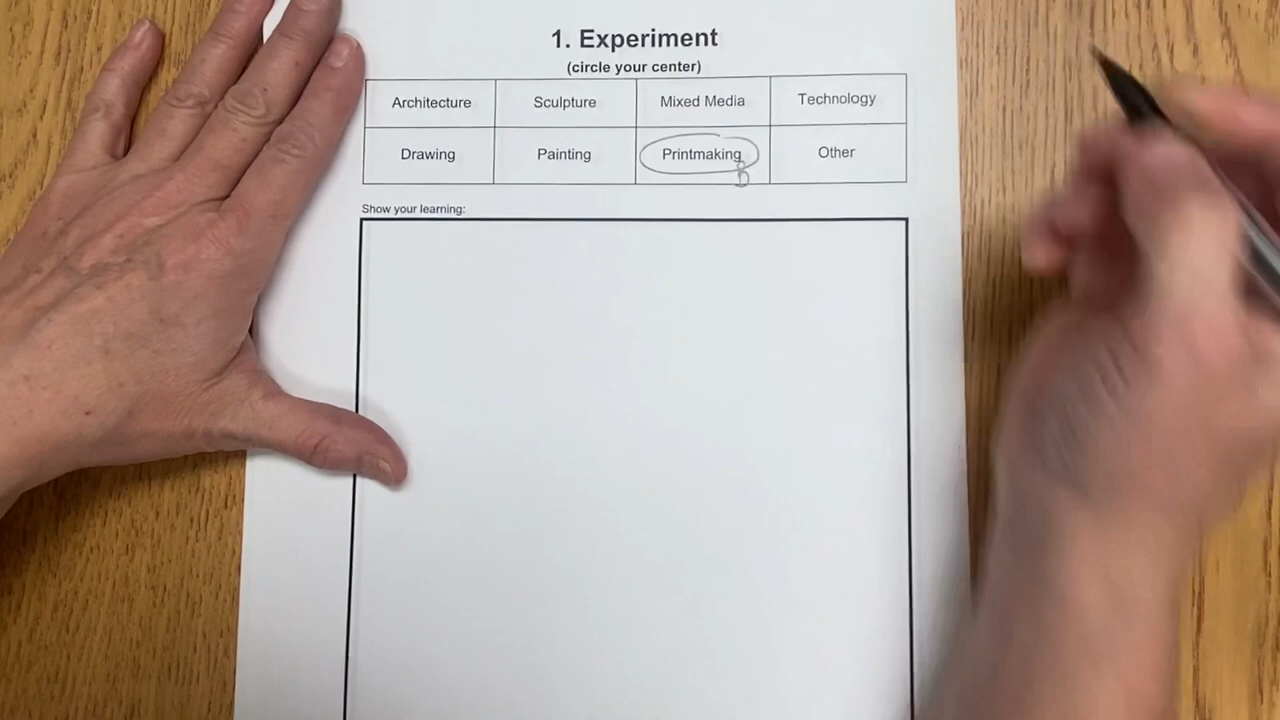 1. Experiment
(circle your center)
Architecture Sculpture Mixed Media Technology
Drawing Painting Printmaking Other
Show your learning: